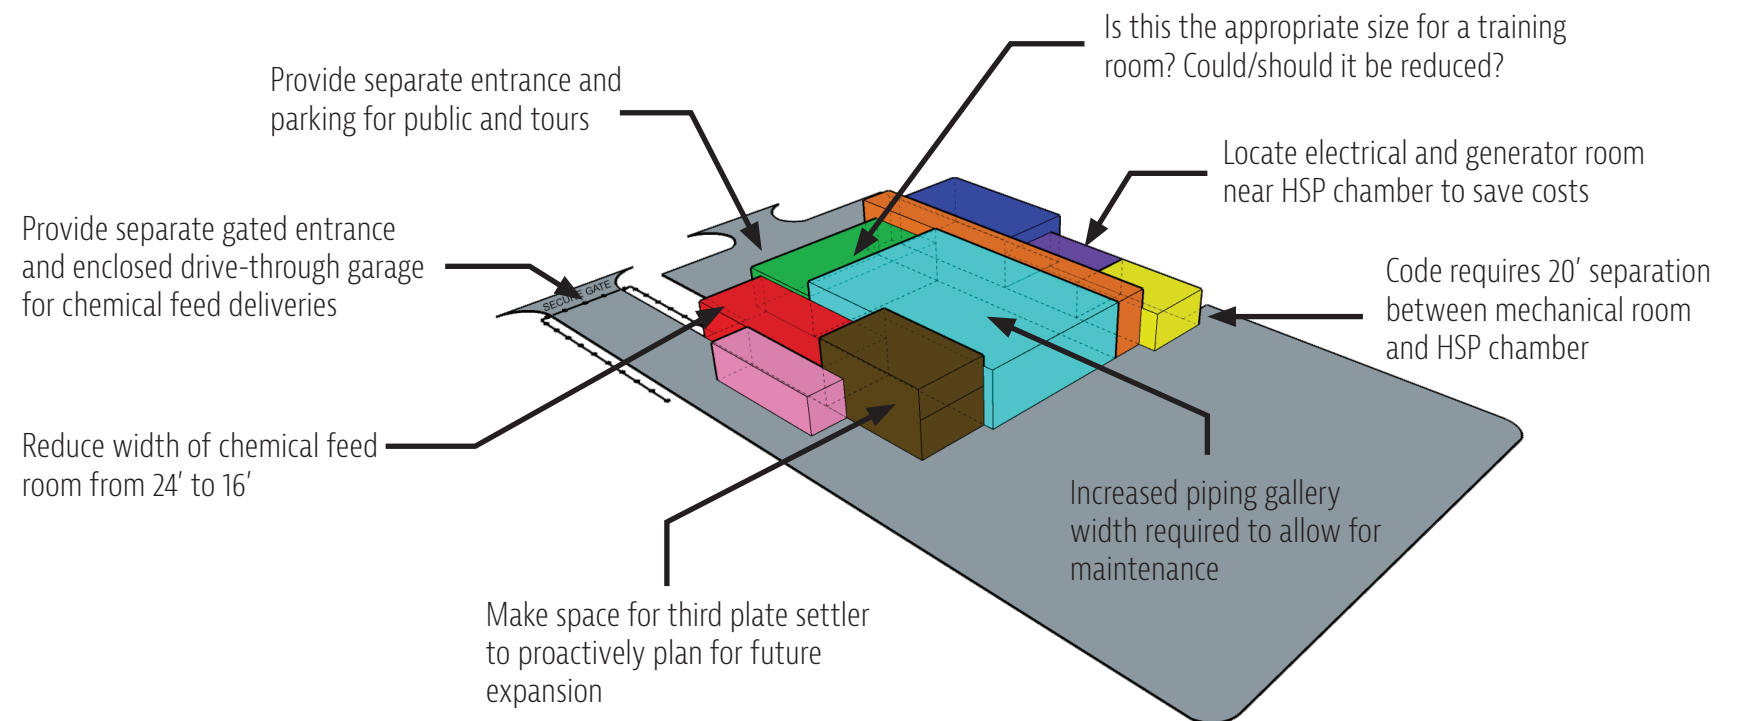 Is this the appropriate size for a training
room? Could/should it be reduced?
Provide separate entrance and
parking for public and tours
Locate electrical and generator room
near HSP chamber to save costs
Provide separate gated entrance
and enclosed drive-through garage
for chemical feed deliveries
SECURE GATE
Code requires 20' separation
between mechanical room
and HSP chamber
Reduce width of chemical feed
room from 24' to 16'
Increased piping gallery
width required to allow for
maintenance
Make space for third plate settler
to proactively plan for future
expansion